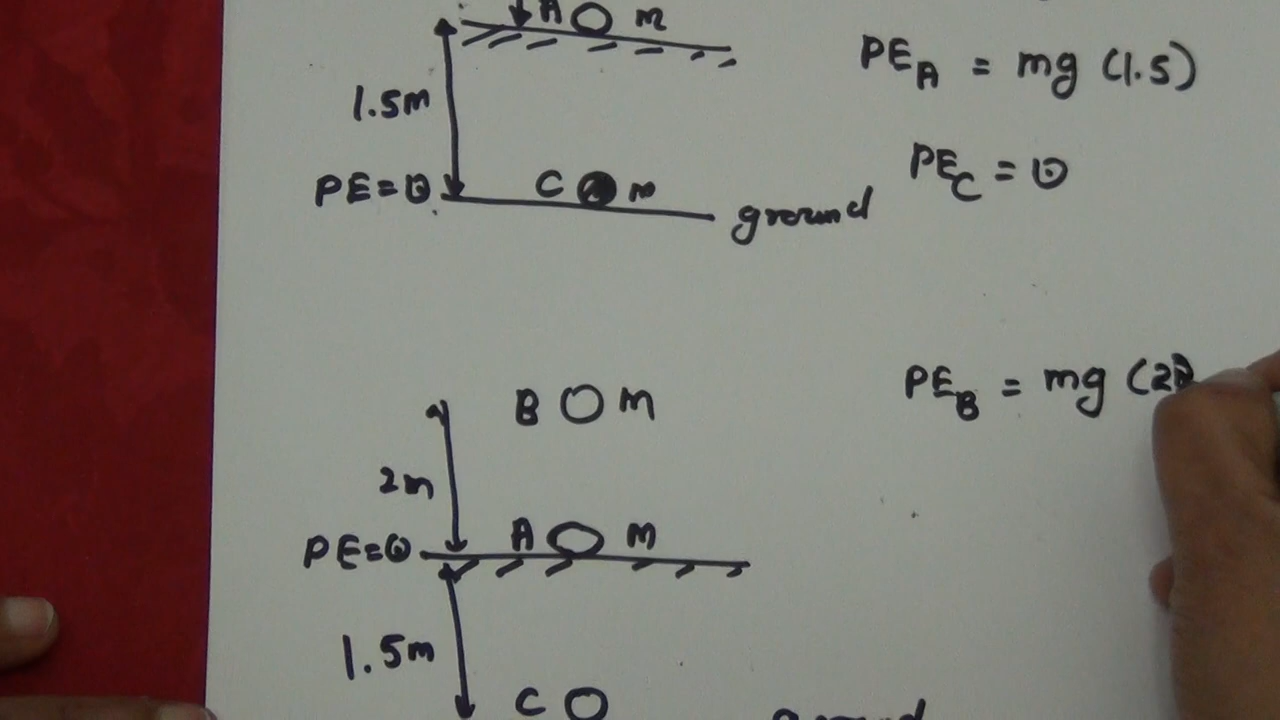 A m
PE_A = mg (1.5)
1.5m
PE_C = 0
PE=0 C m ground
B m
PE_B = mg (2
2m
PE=0 A m
1.5m
C